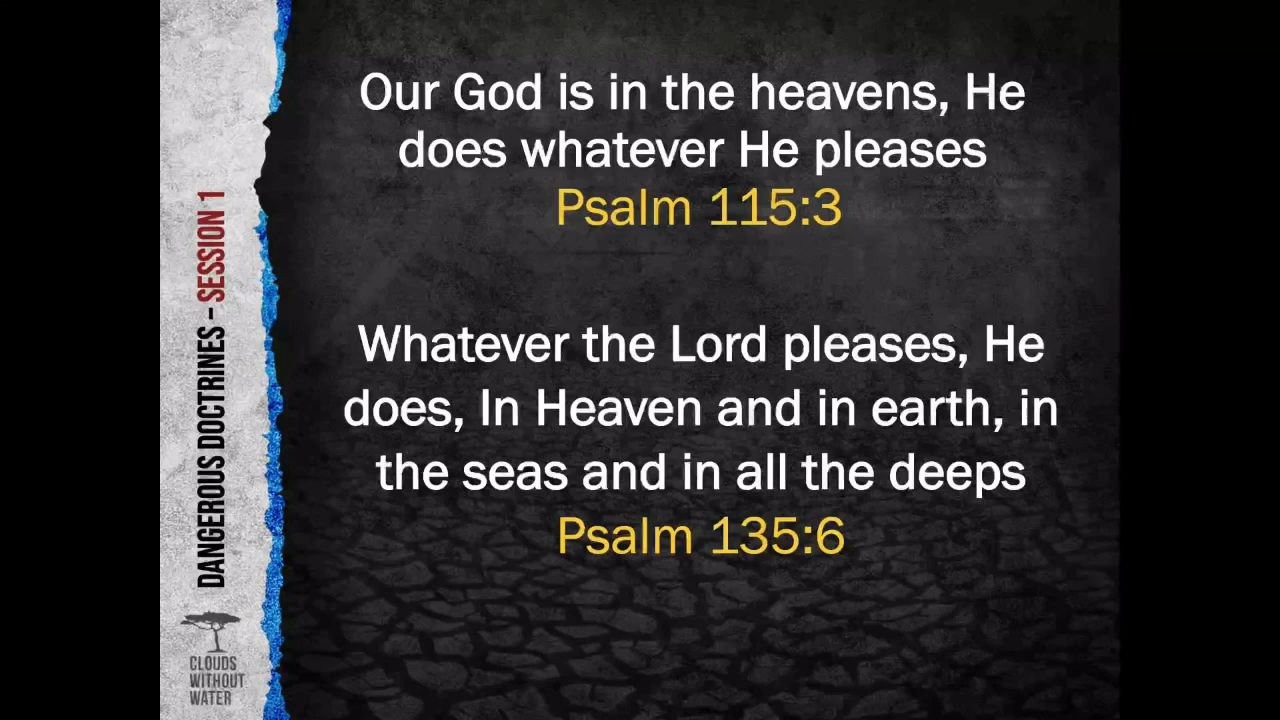 Our God is in the heavens, He
does whatever He pleases
Psalm 115:3
Whatever the Lord pleases, He
does, In Heaven and in earth, in
the seas and in all the deeps
Psalm 135:6
DANGEROUS DOCTRINES – SESSION 1
CLOUDS
WITHOUT
WATER